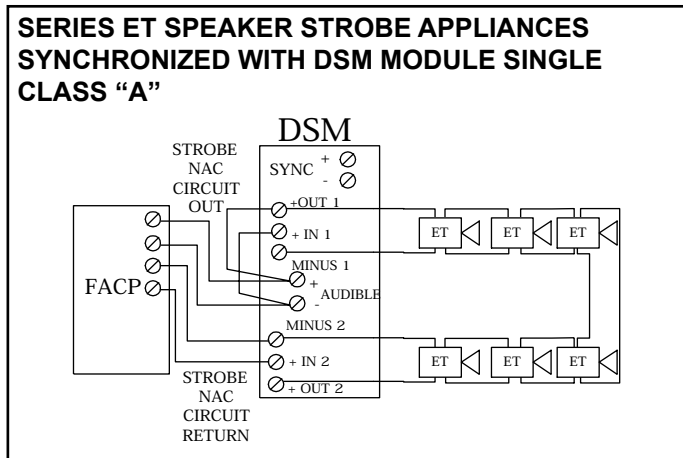 SERIES ET SPEAKER STROBE APPLIANCES
SYNCHRONIZED WITH DSM MODULE SINGLE
CLASS “A”
DSM
STROBE
NAC
CIRCUIT
OUT
SYNC + 
-
+OUT 1
+ IN 1
MINUS 1
+
AUDIBLE
-
MINUS 2
+ IN 2
+ OUT 2
FACP
STROBE
NAC
CIRCUIT
RETURN
ET ET ET
ET ET ET